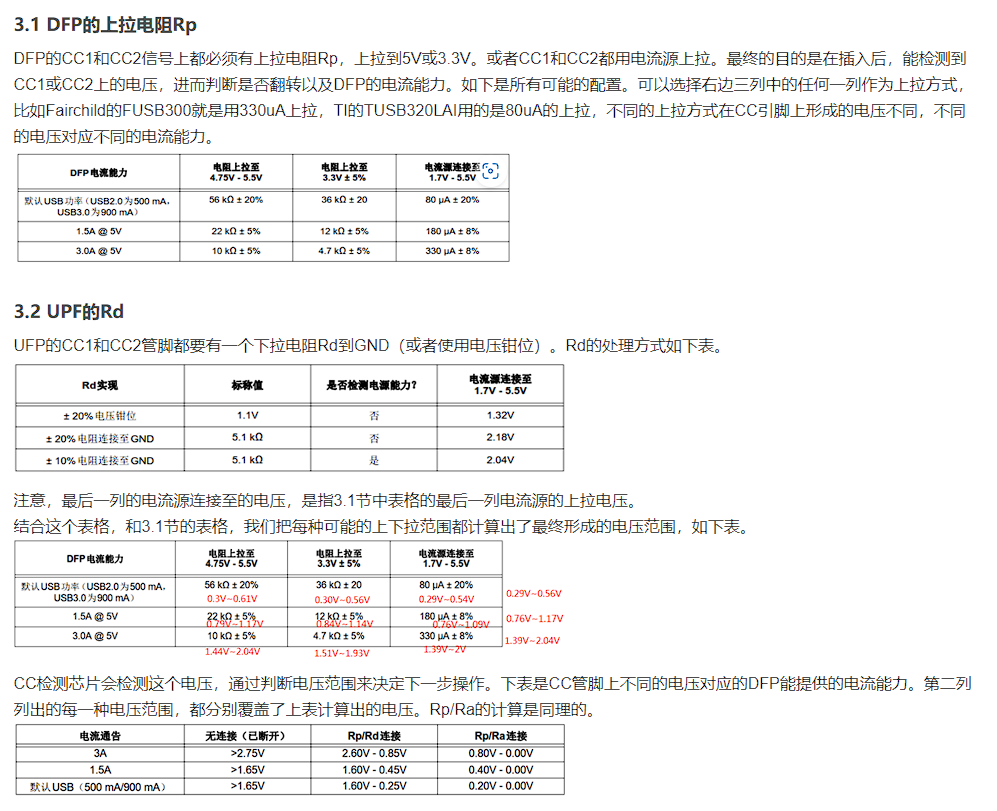 3.1 DFP的上拉电阻Rp
DFP的CC1和CC2信号上都必须有上拉电阻Rp，上拉到5V或3.3V。或者CC1和CC2都用电流源上拉。最终的目的是在插入后，能检测到
CC1或CC2上的电压，进而判断是否翻转以及DFP的电流能力。如下是所有可能的配置。可以选择右边三列中的任何一列作为上拉方式，
比如Fairchild的FUSB300就是用330uA上拉，TI的TUSB320LAI用的是80uA的上拉，不同的上拉方式在CC引脚上形成的电压不同，不同
的电压对应不同的电流能力。
DFP电流能力 电阻上拉至 电阻上拉至 电流源连接至
4.75V - 5.5V 3.3V ± 5% 1.7V - 5.5V
默认USB功率（USB2.0为500 mA， 56 kΩ ± 20% 36 kΩ ± 20 80 µA ± 20%
USB3.0为900 mA）
1.5A @ 5V 22 kΩ ± 5% 12 kΩ ± 5% 180 µA ± 8%
3.0A @ 5V 10 kΩ ± 5% 4.7 kΩ ± 5% 330 µA ± 8%
3.2 UPF的Rd
UFP的CC1和CC2管脚都要有一个下拉电阻Rd到GND（或者使用电压钳位）。Rd的处理方式如下表。
Rd实现 标称值 是否检测电源能力？ 电流源连接至
1.7V - 5.5V
± 20% 电压钳位 1.1V 否 1.32V
± 20% 电阻连接至GND 5.1 kΩ 否 2.18V
± 10% 电阻连接至GND 5.1 kΩ 是 2.04V
注意，最后一列的电流源连接至的电压，是指3.1节中表格的最后一列电流源的上拉电压。
结合这个表格，和3.1节的表格，我们把每种可能的上下拉范围都计算出了最终形成的电压范围，如下表。
DFP电流能力 电阻上拉至 电阻上拉至 电流源连接至
4.75V - 5.5V 3.3V ± 5% 1.7V - 5.5V
默认USB功率（USB2.0为500 mA， 56 kΩ ± 20% 36 kΩ ± 20 80 µA ± 20%
USB3.0为900 mA） 0.3V~0.61V 0.30V~0.56V 0.29V~0.54V 0.29V~0.56V
1.5A @ 5V 22 kΩ ± 5% 12 kΩ ± 5% 180 µA ± 8%
0.79V~1.17V 0.84V~1.14V 0.76V~1.09V 0.76V~1.17V
3.0A @ 5V 10 kΩ ± 5% 4.7 kΩ ± 5% 330 µA ± 8%
1.44V~2.04V 1.51V~1.93V 1.39V~2V 1.39V~2.04V
CC检测芯片会检测这个电压，通过判断电压范围来决定下一步操作。下表是CC管脚上不同的电压对应的DFP能提供的电流能力。第二列
列出的每一种电压范围，都分别覆盖了上表计算出的电压。Rp/Ra的计算是同理的。
电流通告 无连接（已断开） Rp/Rd连接 Rp/Ra连接
3A >2.75V 2.60V - 0.85V 0.80V - 0.00V
1.5A >1.65V 1.60V - 0.45V 0.40V - 0.00V
默认USB（500 mA/900 mA） >1.65V 1.60V - 0.25V 0.20V - 0.00V